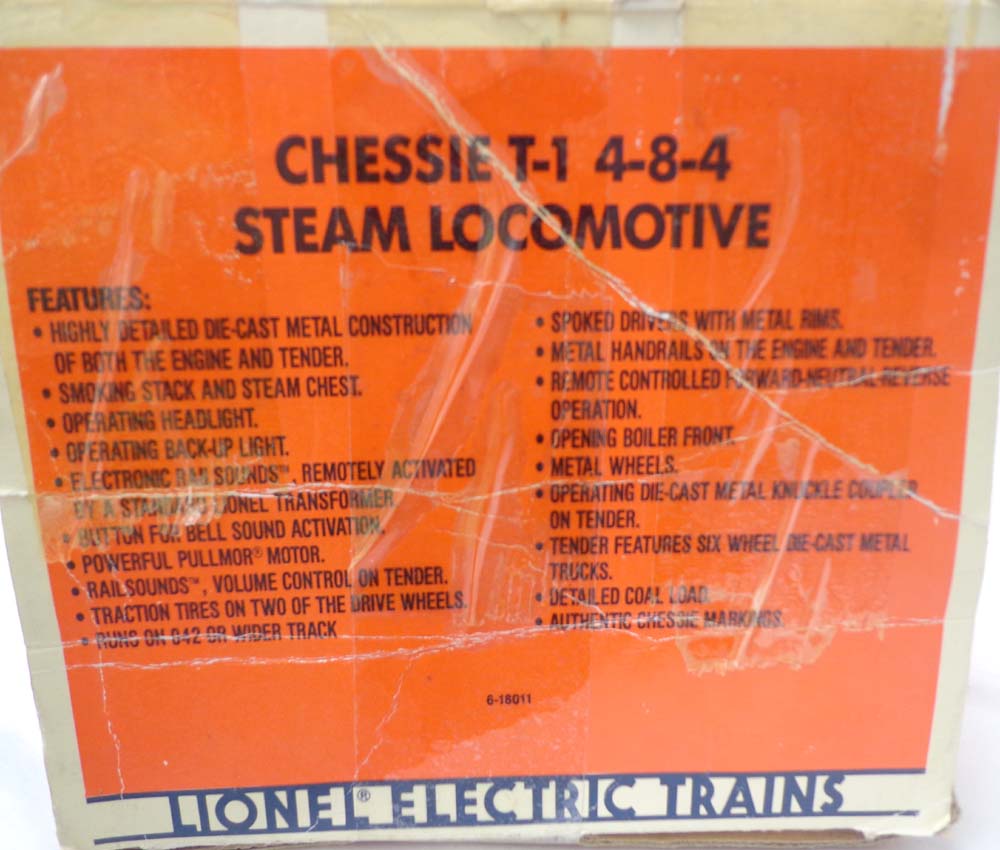 CHESSIE T-1 4-8-4
STEAM LOCOMOTIVE
FEATURES:
• HIGHLY DETAILED DIE-CAST METAL CONSTRUCTION
OF BOTH THE ENGINE AND TENDER.
• SMOKING STACK AND STEAM CHEST.
• OPERATING HEADLIGHT.
• OPERATING BACK-UP LIGHT.
• ELECTRONIC RAILSOUNDS™, REMOTELY ACTIVATED
BY A STANDARD LIONEL TRANSFORMER
• BUTTON FOR BELL SOUND ACTIVATION.
• POWERFUL PULLMOR® MOTOR.
• RAILSOUNDS™, VOLUME CONTROL ON TENDER.
• TRACTION TIRES ON TWO OF THE DRIVE WHEELS.
• RUNS ON 042 OR WIDER TRACK
• SPOKED DRIVERS WITH METAL RIMS.
• METAL HANDRAILS ON THE ENGINE AND TENDER.
• REMOTE CONTROLLED FORWARD-NEUTRAL-REVERSE
OPERATION.
• OPENING BOILER FRONT.
• METAL WHEELS.
• OPERATING DIE-CAST METAL KNUCKLE COUPLER
ON TENDER.
• TENDER FEATURES SIX WHEEL DIE-CAST METAL
TRUCKS.
• DETAILED COAL LOAD.
• AUTHENTIC CHESSIE MARKINGS.
6-18011
LIONEL® ELECTRIC TRAINS